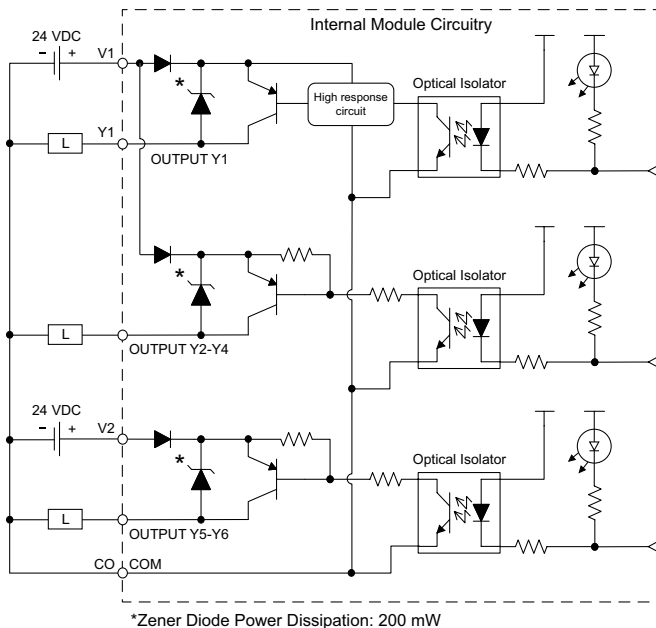 Internal Module Circuitry
24 VDC
- + V1
*
High response
circuit
Optical Isolator
Y1
L
OUTPUT Y1
*
Optical Isolator
L
OUTPUT Y2-Y4
24 VDC
- + V2
*
Optical Isolator
L
OUTPUT Y5-Y6
CO COM
*Zener Diode Power Dissipation: 200 mW